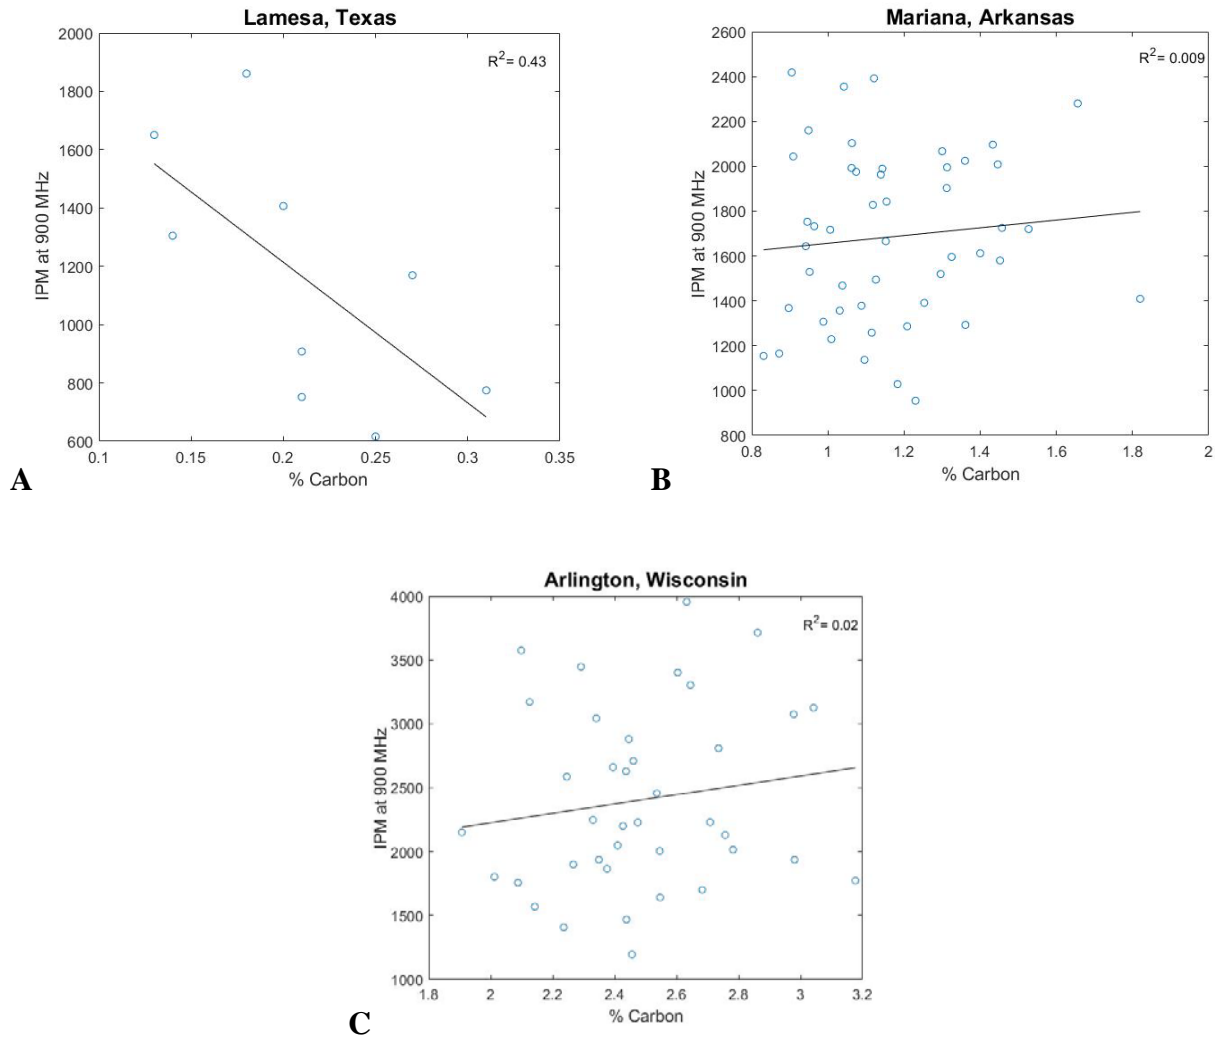 Lamesa, Texas
R2= 0.43
2000
1800
1600
1400
1200
1000
800
600
IPM at 900 MHz
0.1 0.15 0.2 0.25 0.3 0.35
% Carbon
A
Mariana, Arkansas
R2= 0.009
2600
2400
2200
2000
1800
1600
1400
1200
1000
800
IPM at 900 MHz
0.8 1 1.2 1.4 1.6 1.8 2
% Carbon
B
Arlington, Wisconsin
R2= 0.02
4000
3500
3000
2500
2000
1500
1000
IPM at 900 MHz
1.8 2 2.2 2.4 2.6 2.8 3 3.2
% Carbon
C